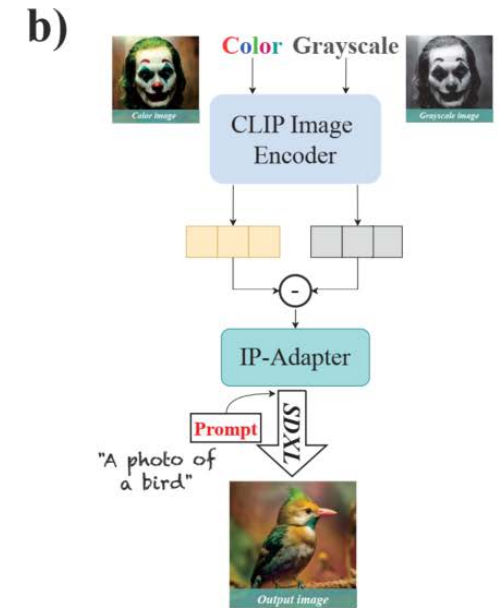 b)
Color Grayscale
Color image
Grayscale image
CLIP Image
Encoder
-
IP-Adapter
Prompt
SDXL
"A photo of
a bird"
Output image